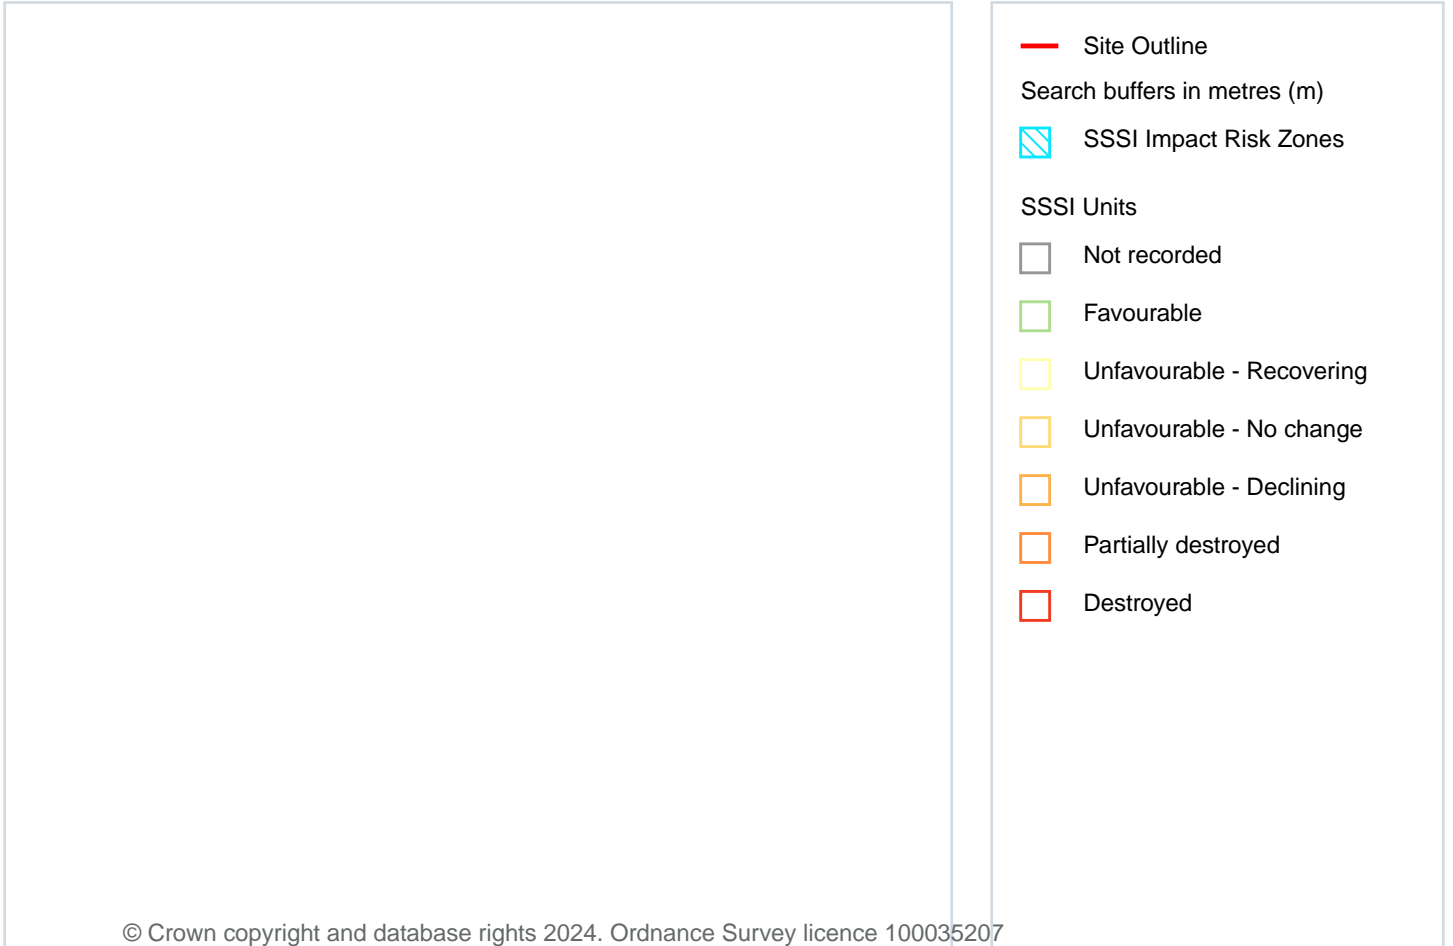 Site Outline
Search buffers in metres (m)
SSSI Impact Risk Zones
SSSI Units
Not recorded
Favourable
Unfavourable - Recovering
Unfavourable - No change
Unfavourable - Declining
Partially destroyed
Destroyed
© Crown copyright and database rights 2024. Ordnance Survey licence 100035207